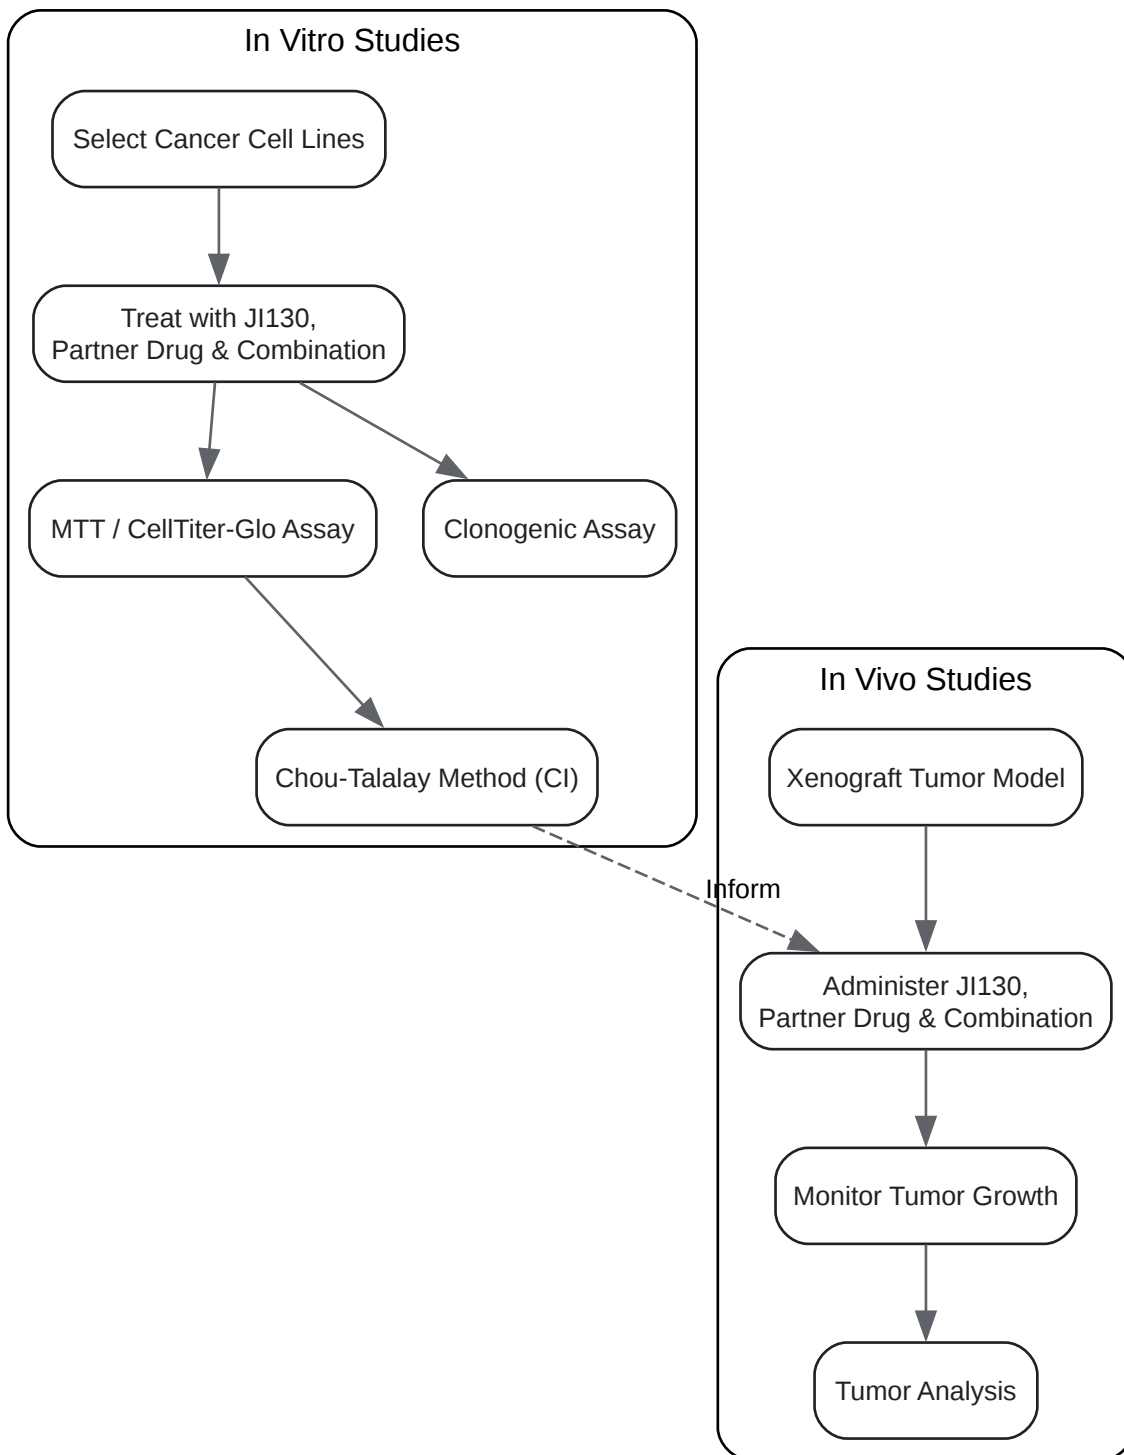 In Vitro Studies
Select Cancer Cell Lines
Treat with JI130,
Partner Drug & Combination
MTT / CellTiter-Glo Assay
Clonogenic Assay
Chou-Talalay Method (CI)
Inform
In Vivo Studies
Xenograft Tumor Model
Administer JI130,
Partner Drug & Combination
Monitor Tumor Growth
Tumor Analysis